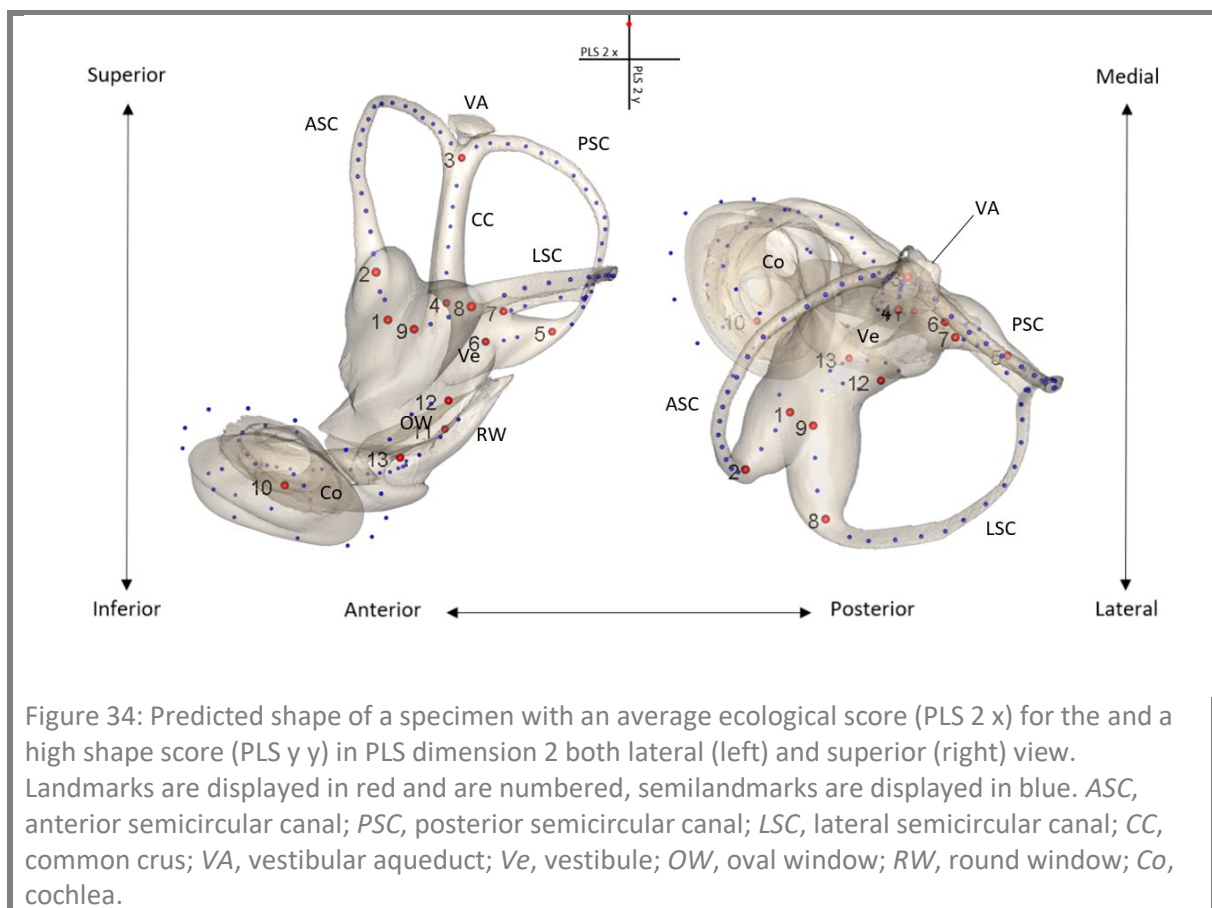 PLS 2 x
PLS 2 y
Superior
Medial
VA
ASC
PSC
3
CC
VA
LSC
Co
2
4
8
7
1
9
5
6
Ve
12
OW
11
RW
13
10
Co
3
10
4
11
6
7
PSC
5
Ve
13
12
ASC
1
9
2
8
LSC
Inferior
Anterior
Posterior
Lateral
Figure 34: Predicted shape of a specimen with an average ecological score (PLS 2 x) for the and a
high shape score (PLS y y) in PLS dimension 2 both lateral (left) and superior (right) view.
Landmarks are displayed in red and are numbered, semilandmarks are displayed in blue. ASC,
anterior semicircular canal; PSC, posterior semicircular canal; LSC, lateral semicircular canal; CC,
common crus; VA, vestibular aqueduct; Ve, vestibule; OW, oval window; RW, round window; Co,
cochlea.